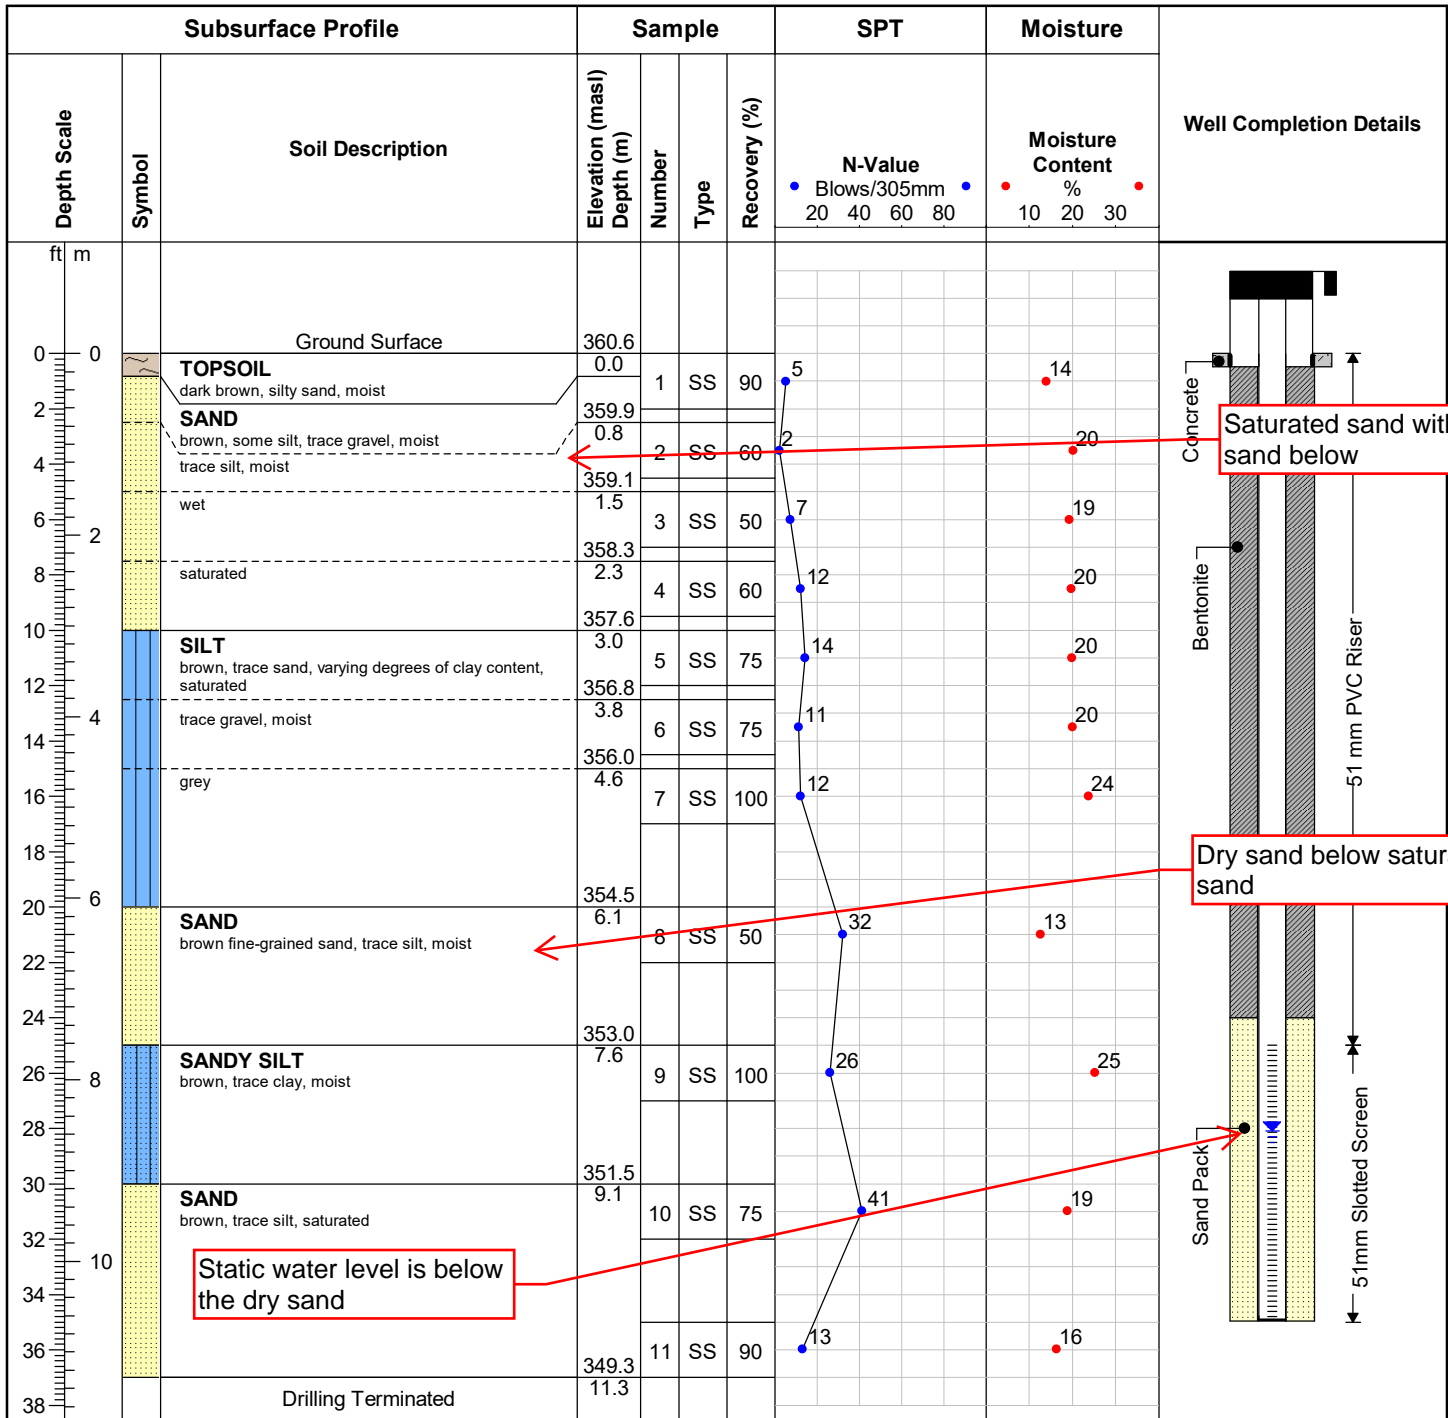 Subsurface Profile
Sample
SPT
Moisture
Depth Scale
Symbol
Soil Description
Elevation (masl)
Depth (m)
Number
Type
Recovery (%)
N-Value
Blows/305mm
20 40 60 80
Moisture
Content
%
10 20 30
Well Completion Details
ft m
Ground Surface
360.6
0 0
0.0
TOPSOIL
dark brown, silty sand, moist
1 SS 90
5
14
2
359.9
SAND
0.8
brown, some silt, trace gravel, moist
2 SS 60
2
20
4
trace silt, moist
359.1
wet
1.5
6
3 SS 50
7
19
2
358.3
8
saturated
2.3
4 SS 60
12
20
357.6
10
SILT
3.0
brown, trace sand, varying degrees of clay content,
saturated
5 SS 75
14
20
12
356.8
3.8
4
trace gravel, moist
6 SS 75
11
20
14
356.0
grey
4.6
16
7 SS 100
12
24
18
6
354.5
20
SAND
6.1
brown fine-grained sand, trace silt, moist
8 SS 50
32
13
22
24
353.0
SANDY SILT
7.6
26
8
brown, trace clay, moist
9 SS 100
26
25
28
351.5
30
SAND
9.1
brown, trace silt, saturated
10 SS 75
41
19
32
10
34
36
11 SS 90
13
16
349.3
11.3
Drilling Terminated
38
Concrete
Bentonite
51 mm PVC Riser
Sand Pack
51mm Slotted Screen
Saturated sand wit
sand below
Dry sand below satur
sand
Static water level is below
the dry sand